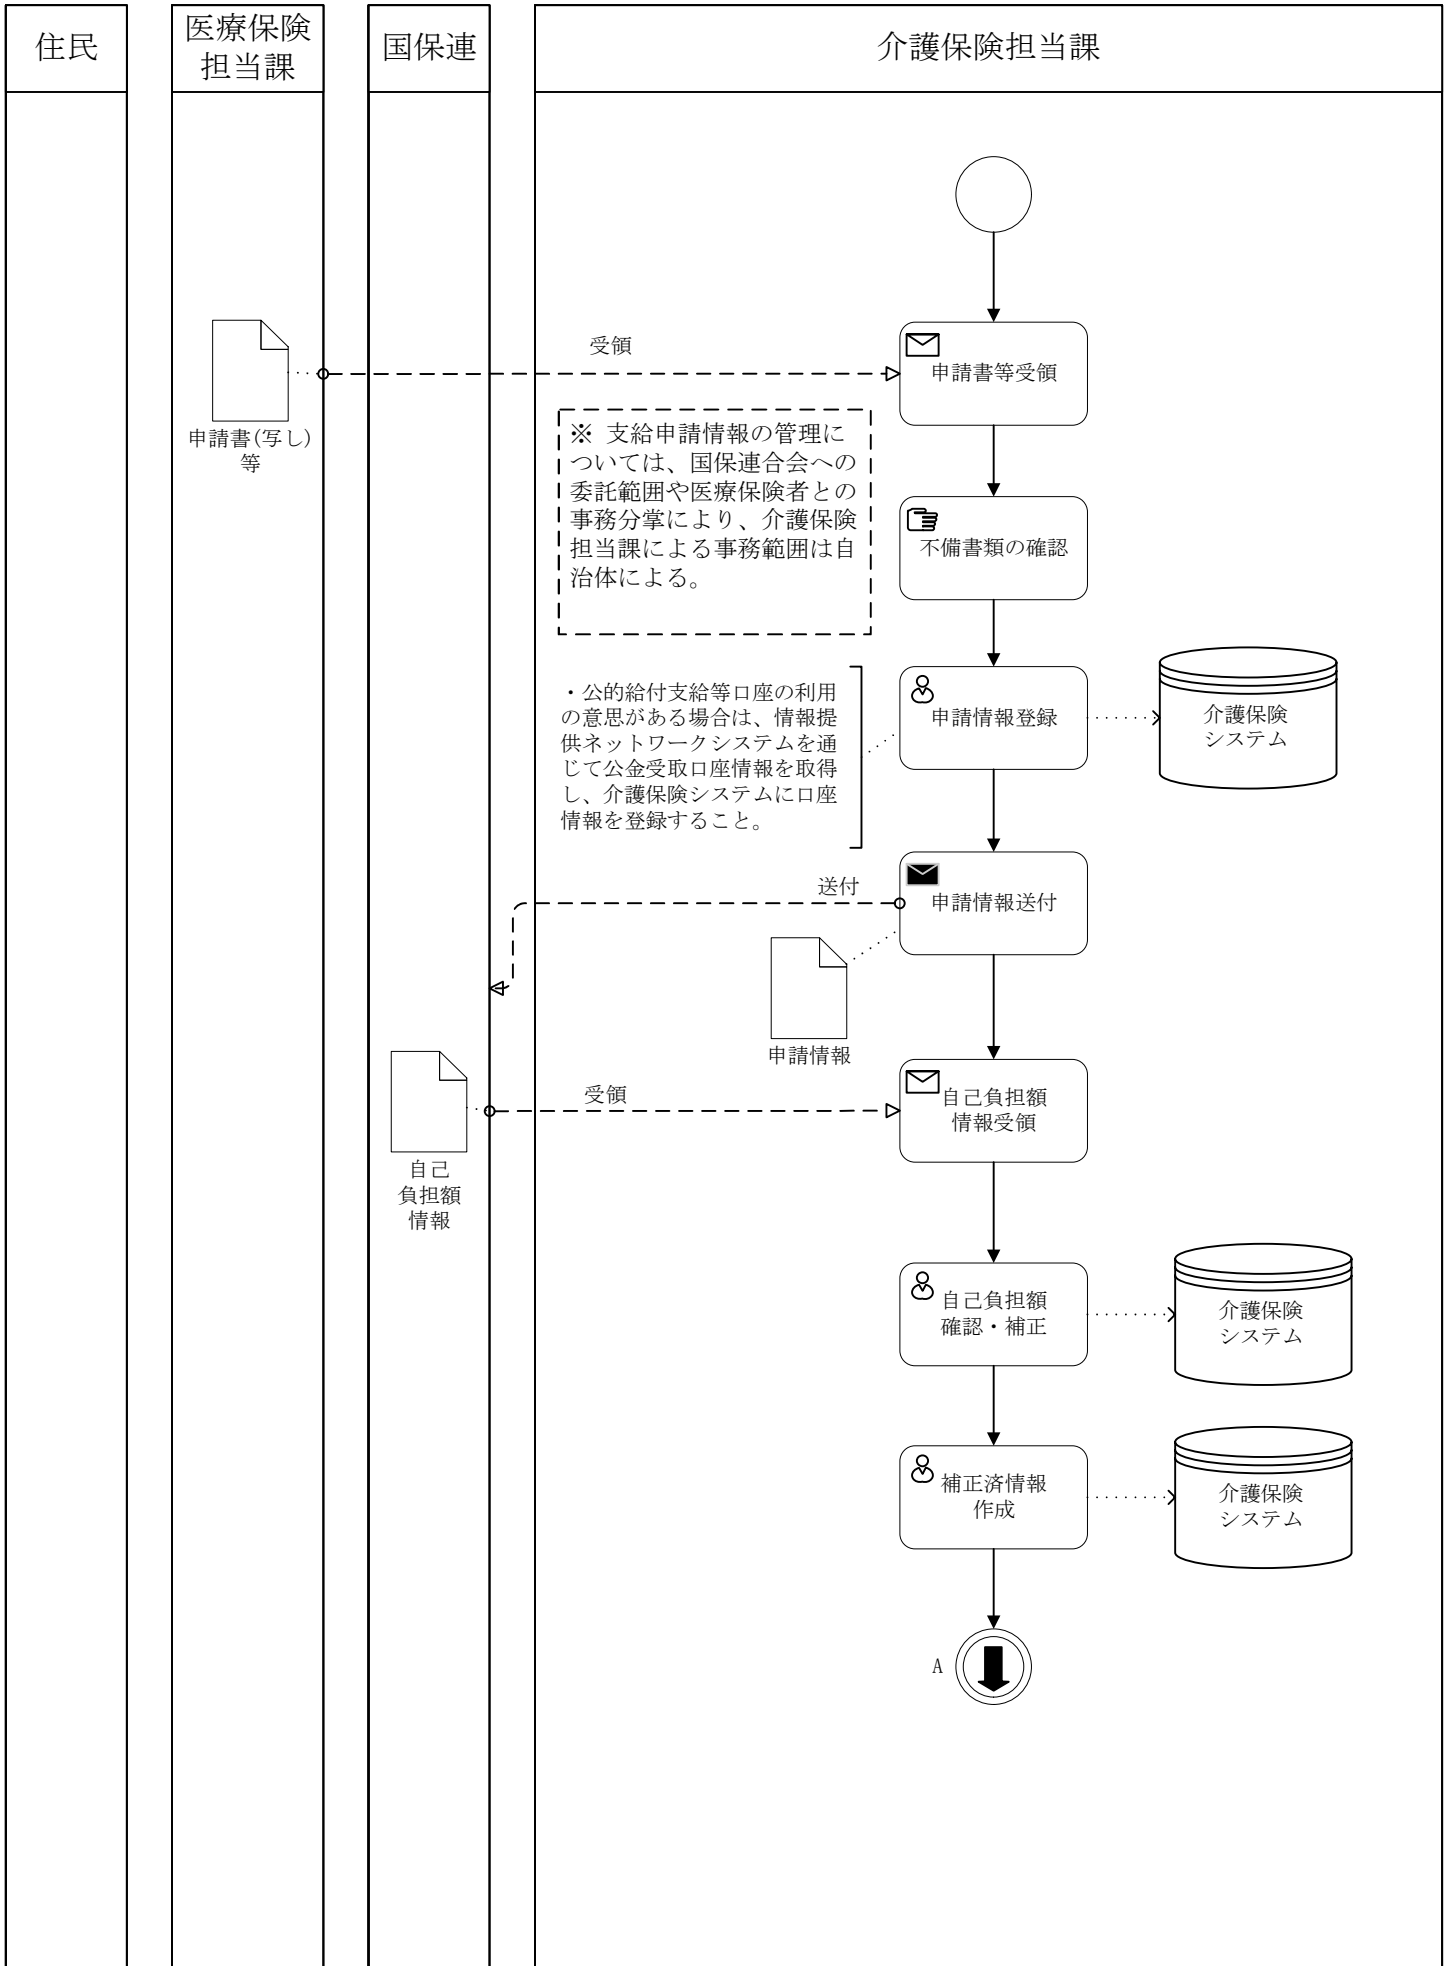 住民
医療保険
担当課
国保連
介護保険担当課
受領
申請書等受領
申請書(写し)
等
※ 支給申請情報の管理に
ついては、国保連合会への
委託範囲や医療保険者との
事務分掌により、介護保険
担当課による事務範囲は自
治体による。
不備書類の確認
・公的給付支給等口座の利用
の意思がある場合は、情報提
供ネットワークシステムを通
じて公金受取口座情報を取得
し、介護保険システムに口座
情報を登録すること。
申請情報登録
介護保険
システム
送付
申請情報送付
申請情報
受領
自己負担額
情報受領
自己
負担額
情報
自己負担額
確認・補正
介護保険
システム
補正済情報
作成
介護保険
システム
A